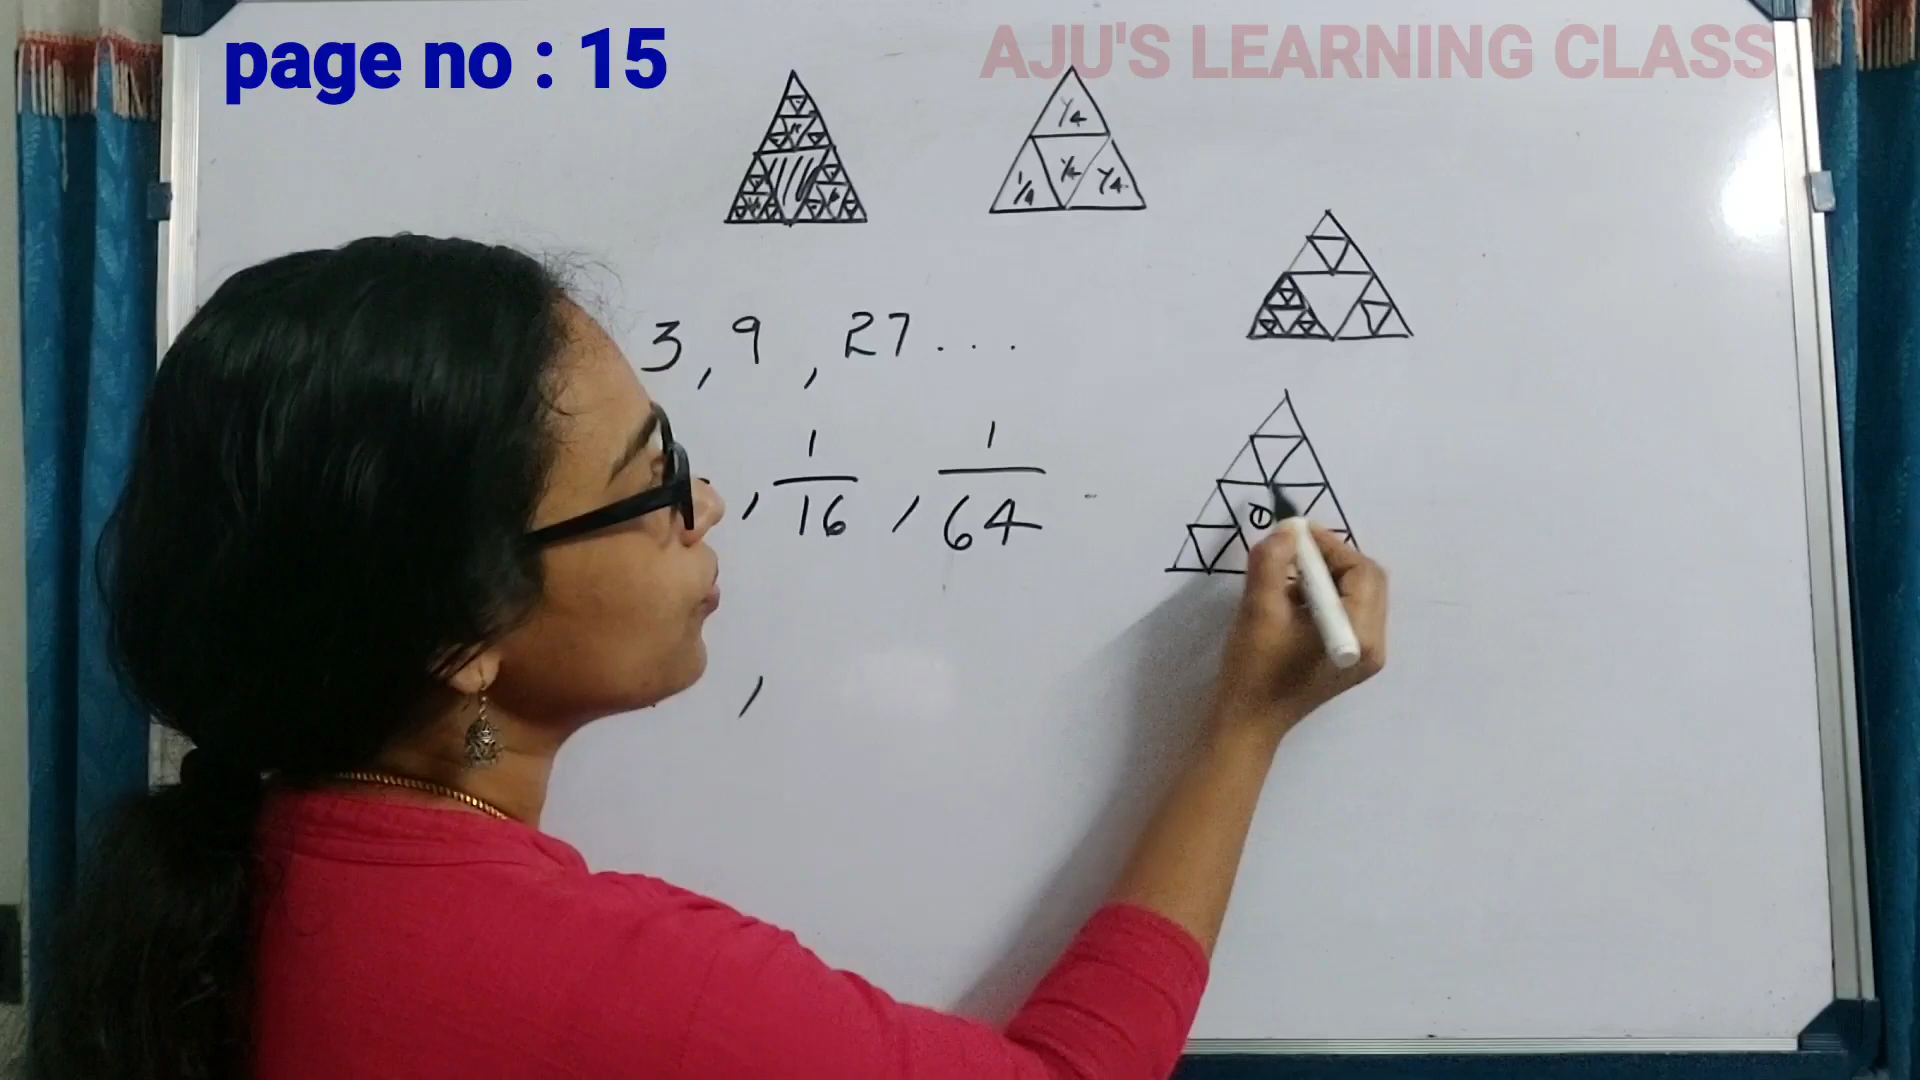 page no : 15
AJU'S LEARNING CLASS
1/4
1/4 1/4 1/4
3, 9, 27...
, 1/16, 1/64
1
,